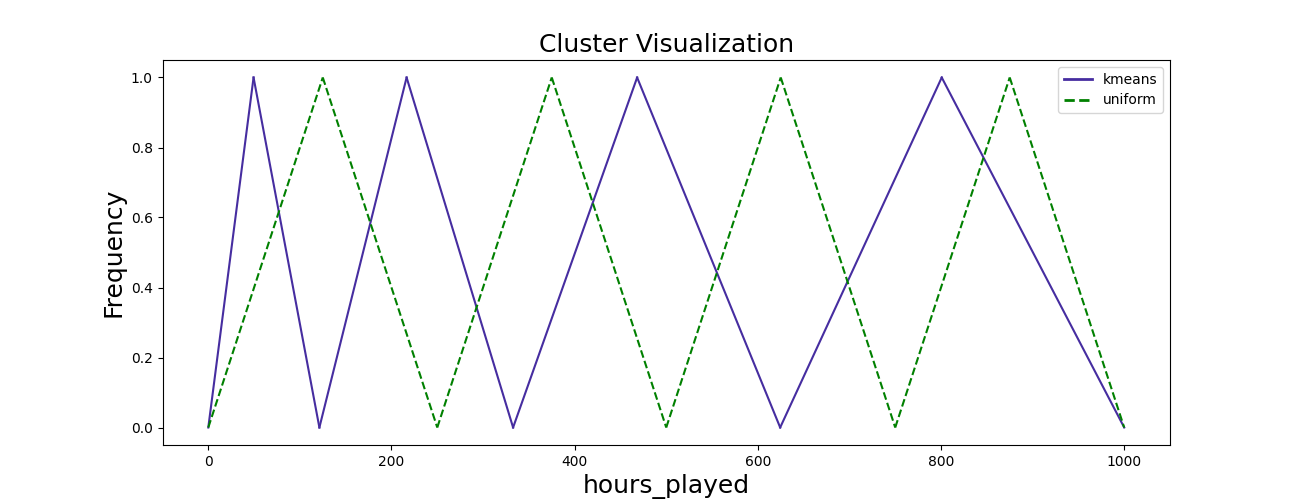 Cluster Visualization
kmeans
uniform
1.0
0.8
0.6
0.4
0.2
0.0
Frequency
0 200 400 600 800 1000
hours_played